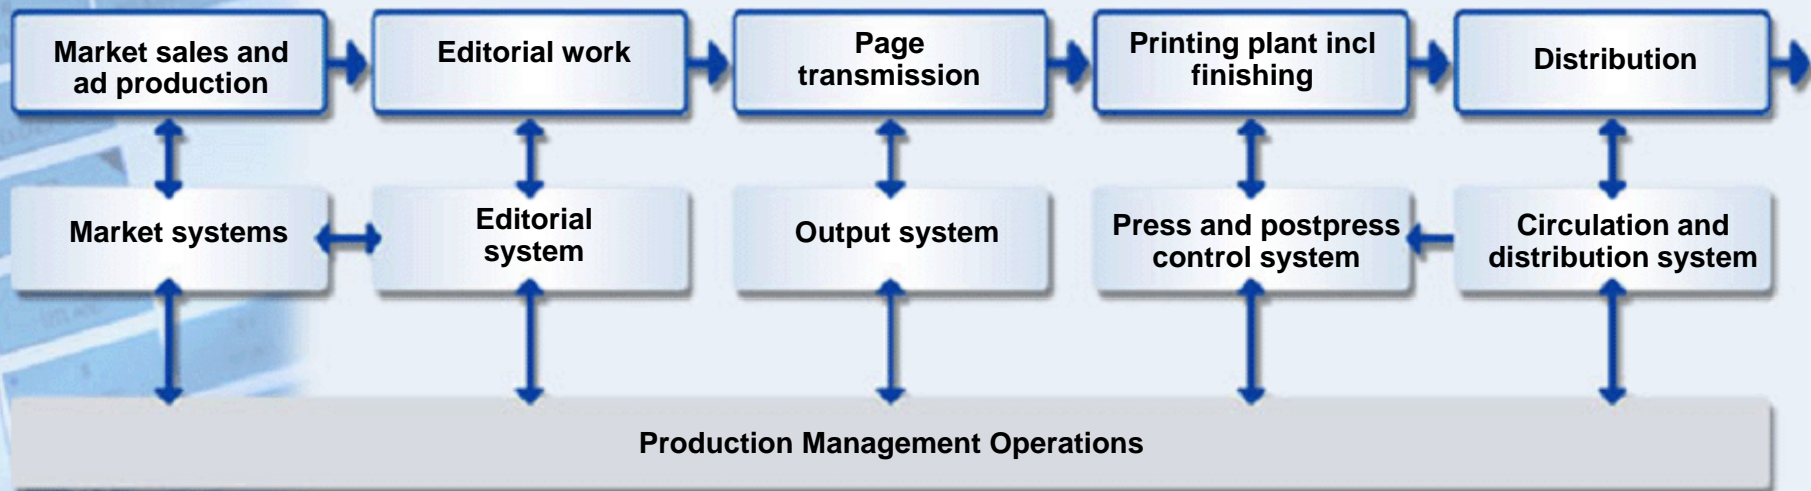 Market sales and
ad production
Editorial work
Page
transmission
Printing plant incl
finishing
Distribution
Market systems
Editorial
system
Output system
Press and postpress
control system
Circulation and
distribution system
Production Management Operations